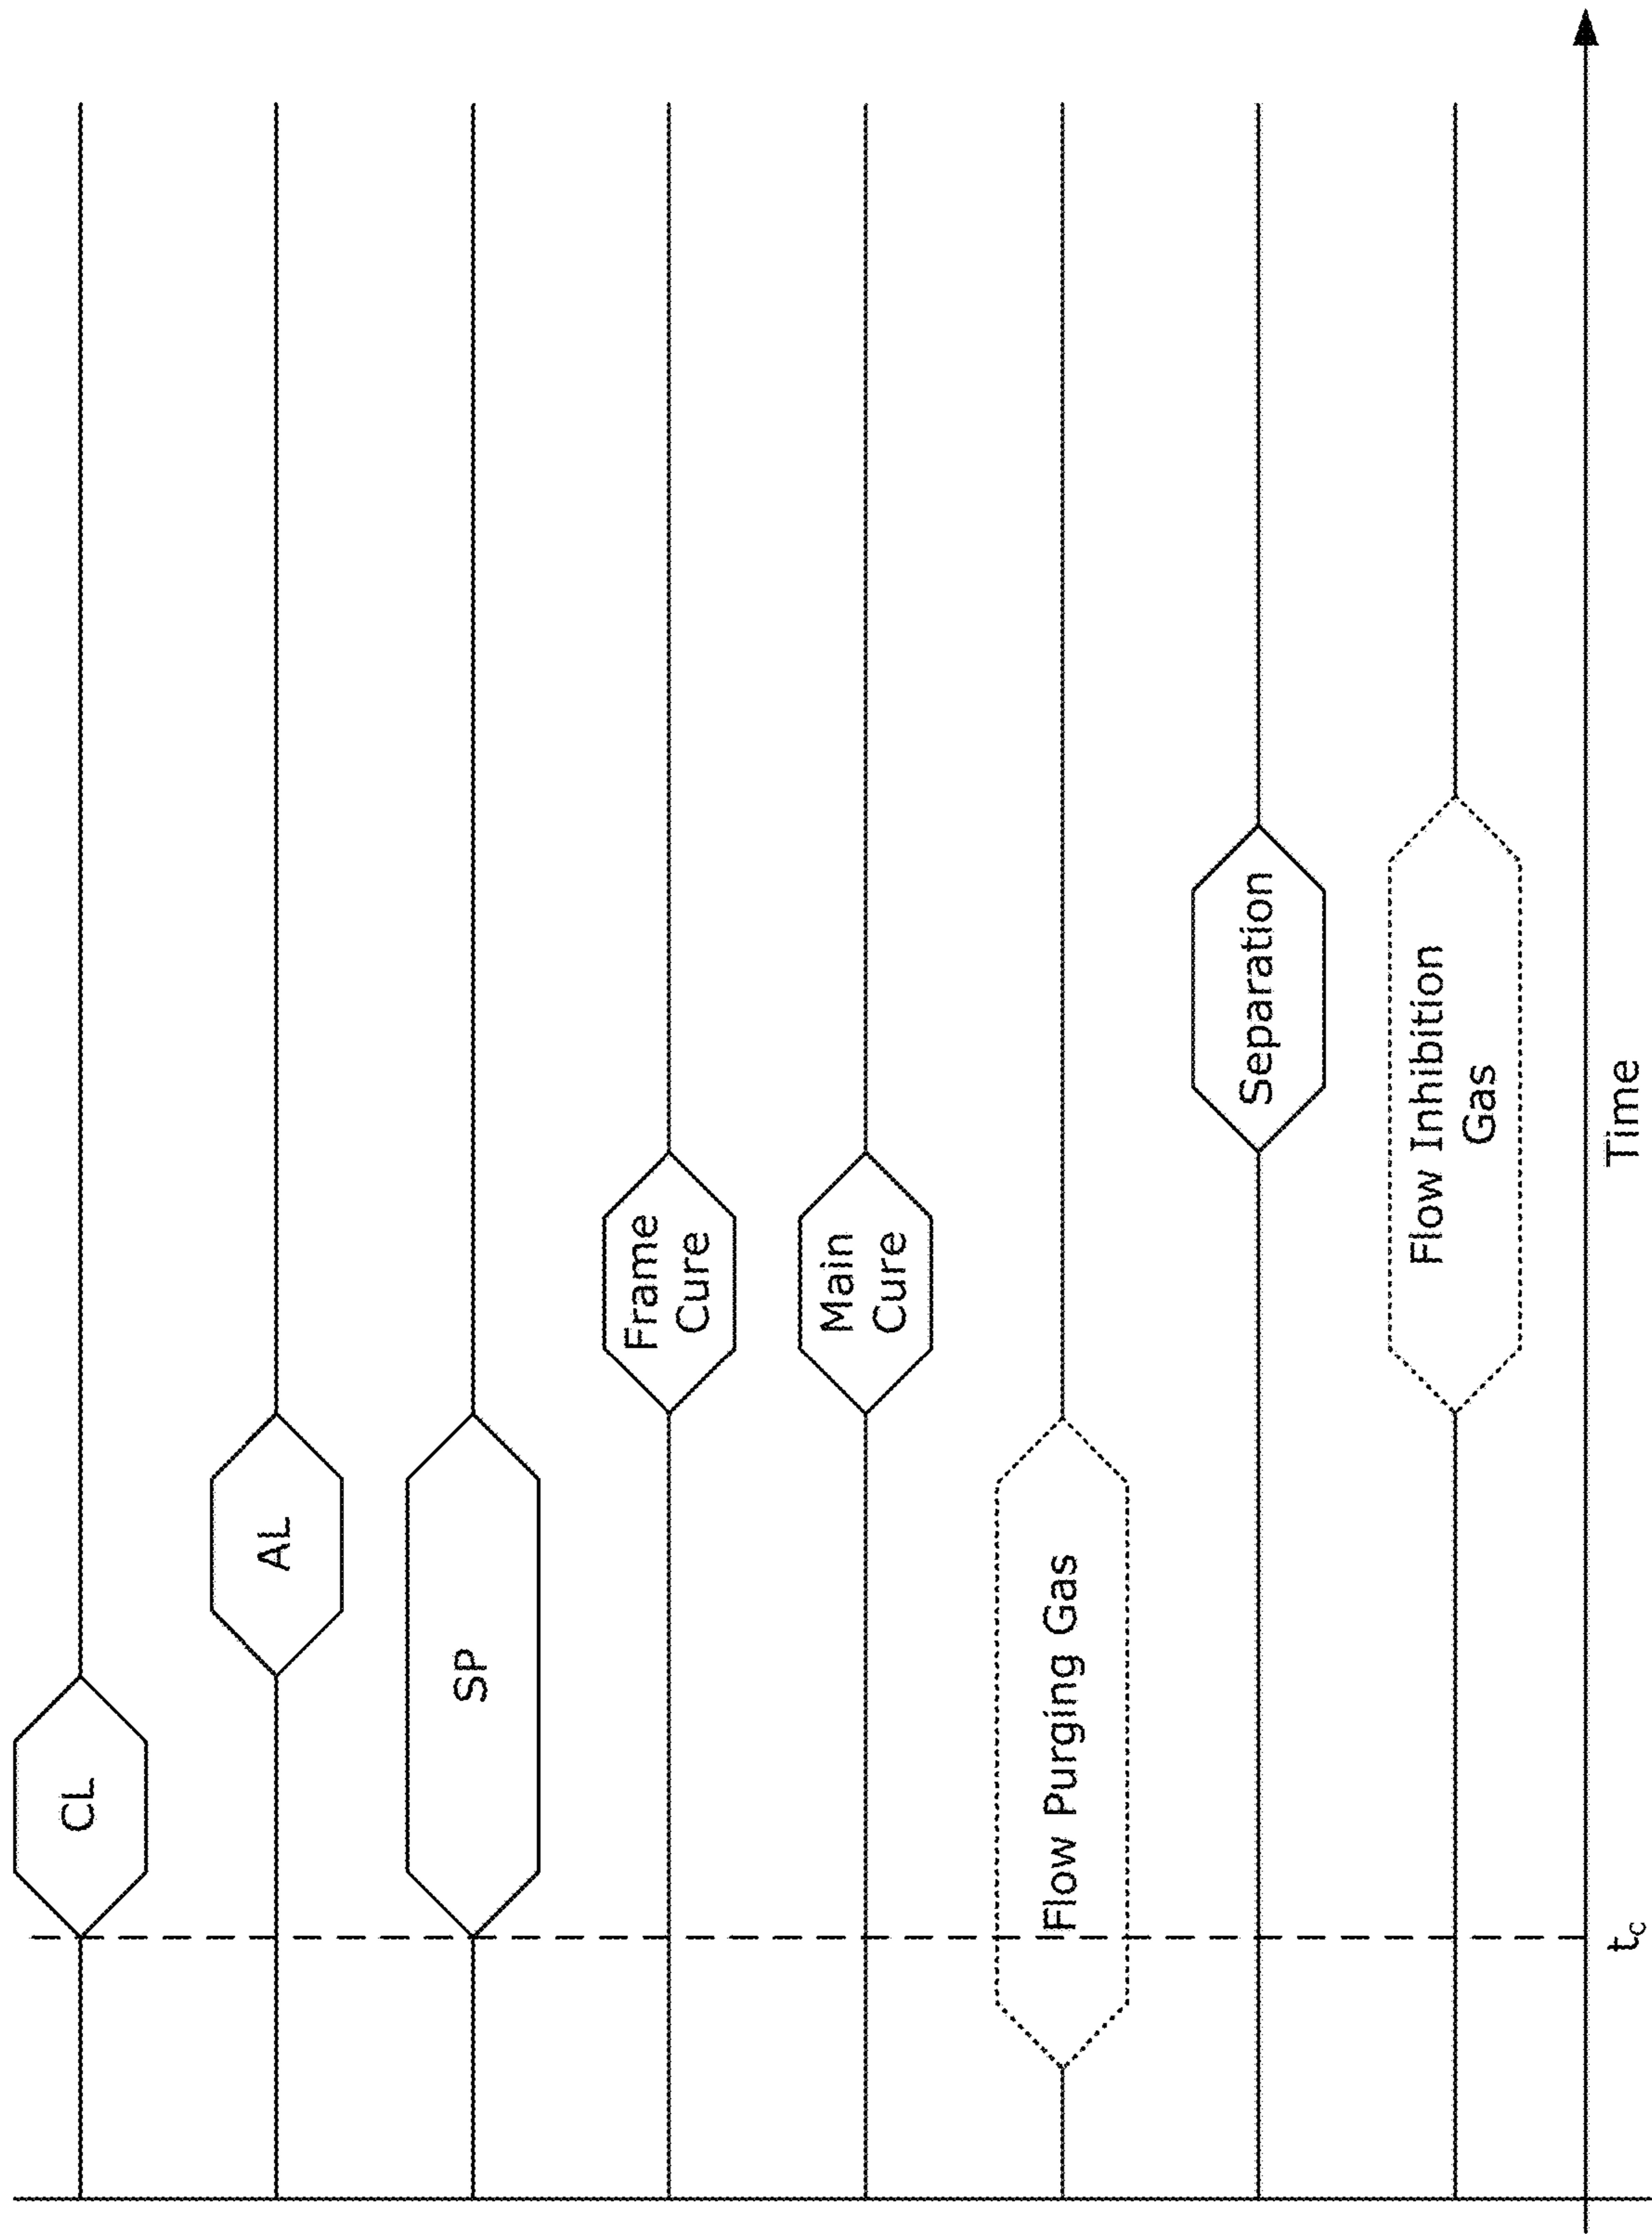 CL
AL
SP
Frame
Cure
Main
Cure
Flow Purging Gas
Separation
Flow Inhibition
Gas
tc
Time